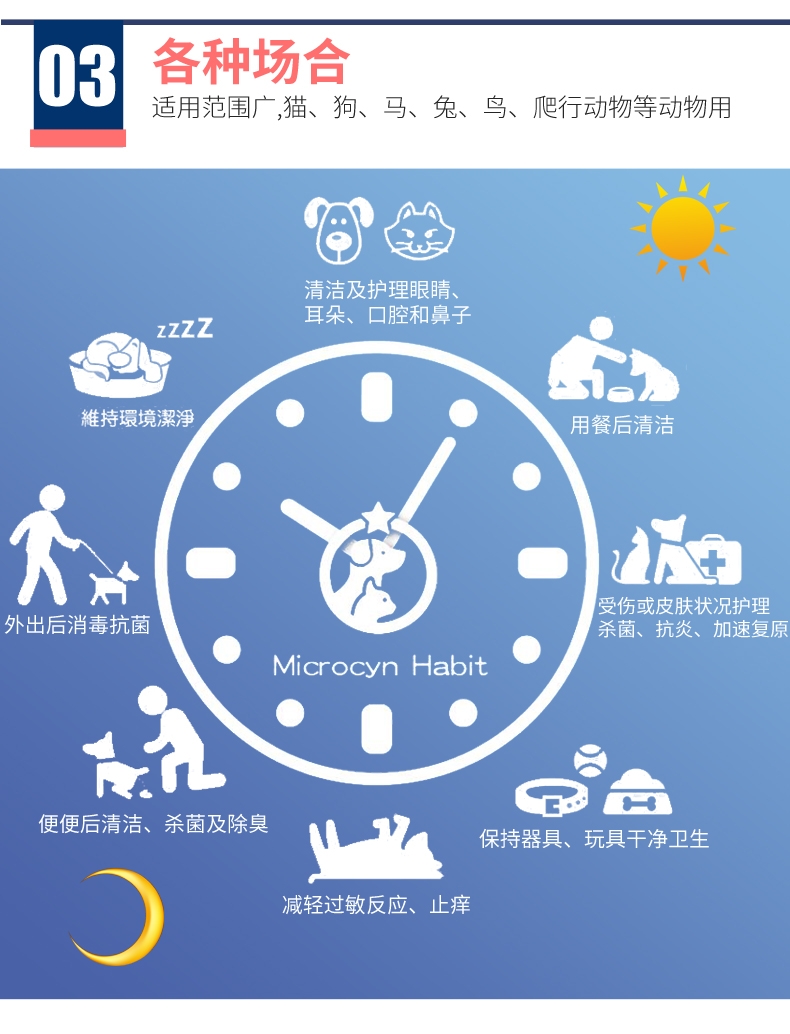 03
各种场合
适用范围广,猫、狗、马、兔、鸟、爬行动物等动物用
清洁及护理眼睛、
耳朵、口腔和鼻子
zzZZ
維持環境潔淨
用餐后清洁
外出后消毒抗菌
受伤或皮肤状况护理
杀菌、抗炎、加速复原
Microcyn Habit
便便后清洁、杀菌及除臭
保持器具、玩具干净卫生
减轻过敏反应、止痒